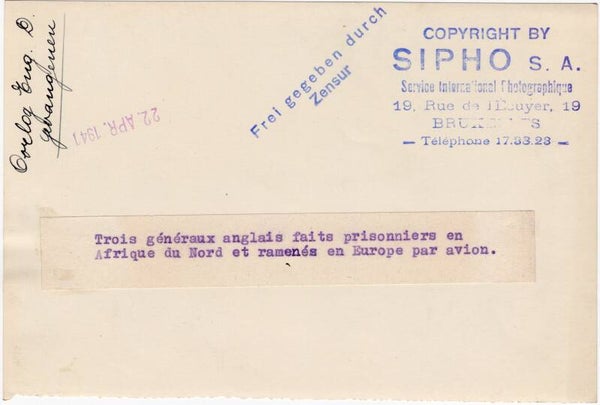 Oorlog Eng. D.
gevangenen
22. APR. 1941
Frei gegeben durch
Zensur
COPYRIGHT BY
SIPHO S. A.
Service International Photographique
19, Rue de l'Ecuyer, 19
BRUXELLES
— Téléphone 17.33.23 —
Trois généraux anglais faits prisonniers en
Afrique du Nord et ramenés en Europe par avion.